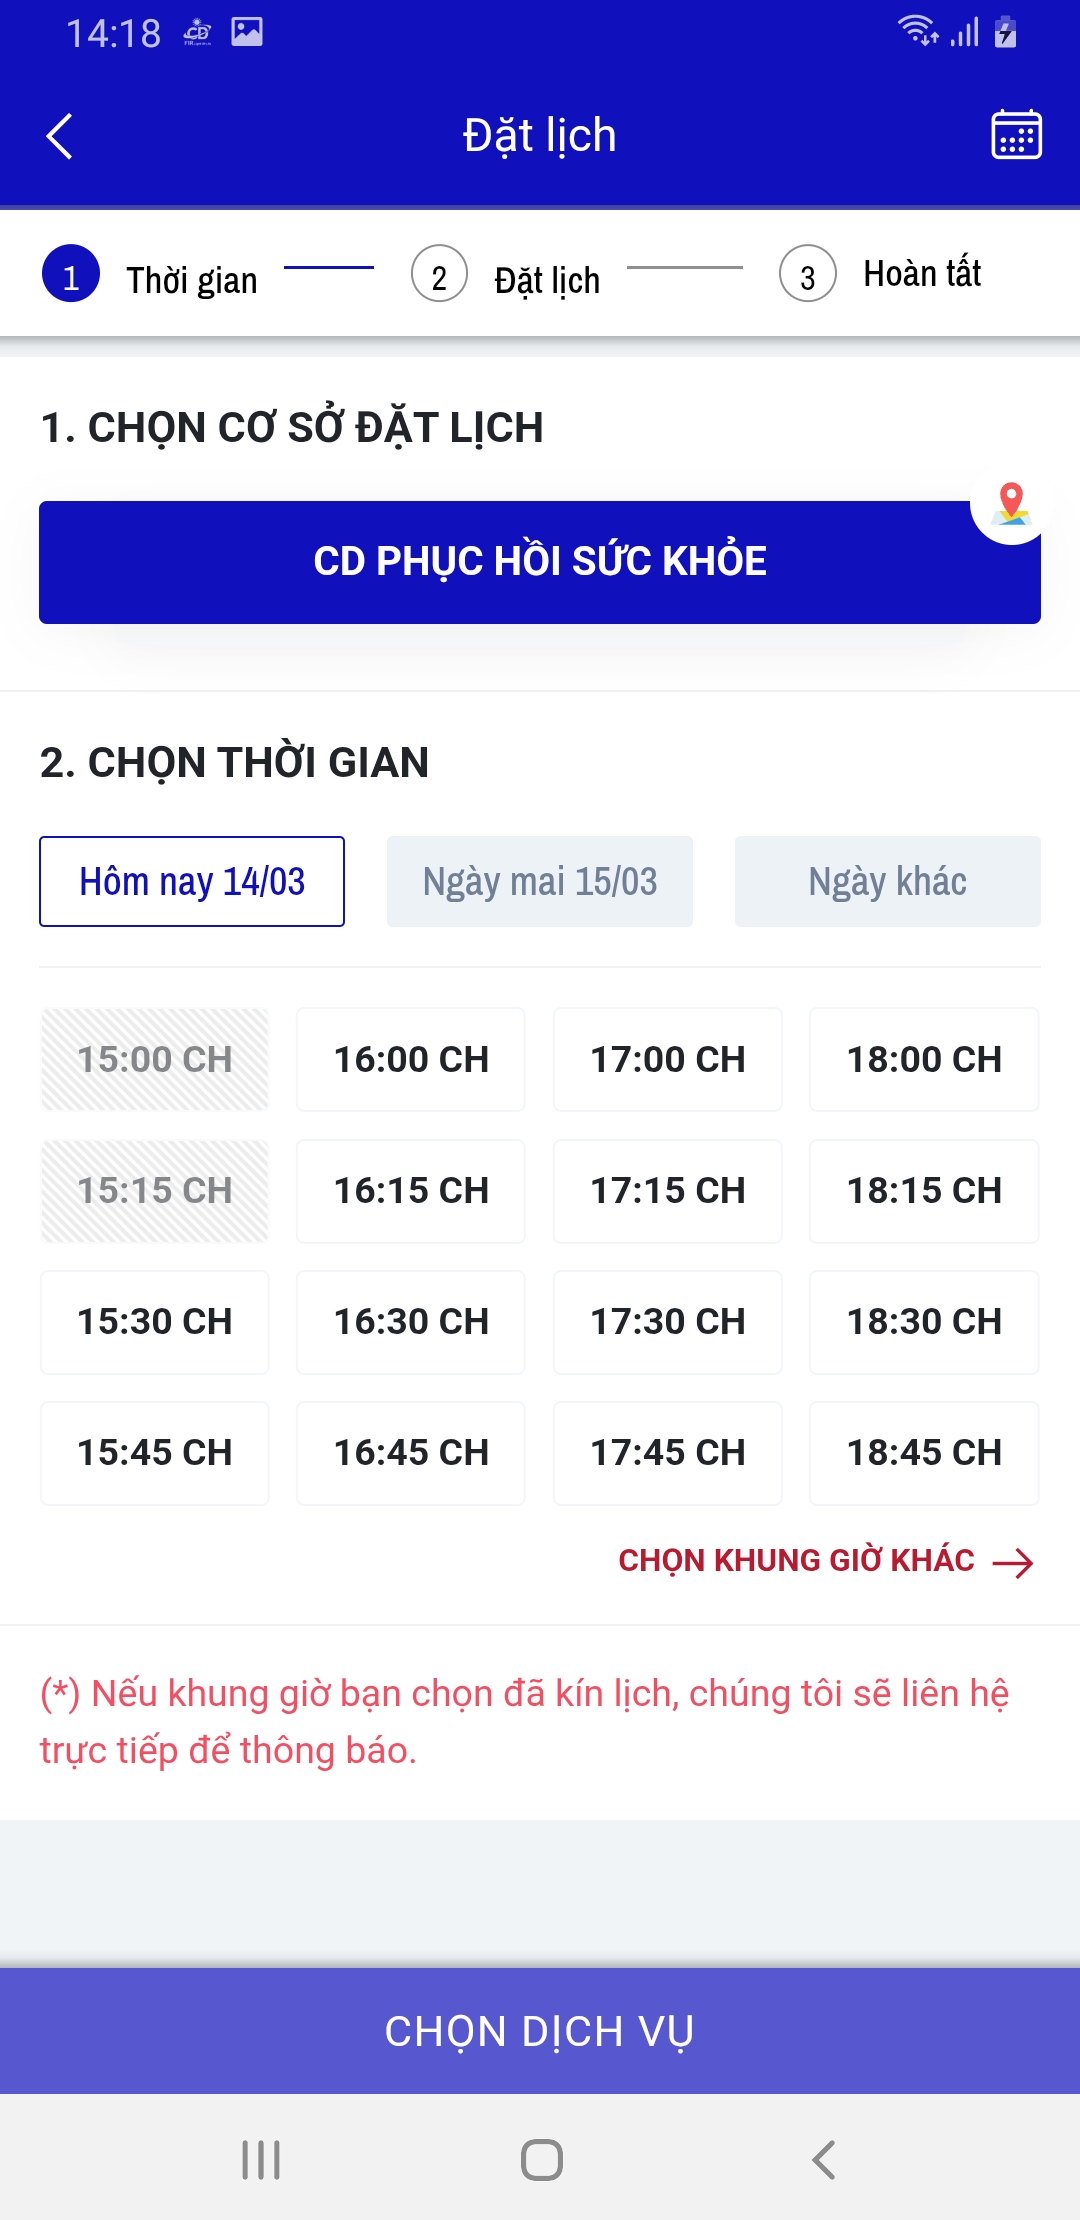 14:18
Đặt lịch
1 Thời gian 2 Đặt lịch 3 Hoàn tất
1. CHỌN CƠ SỞ ĐẶT LỊCH
CD PHỤC HỒI SỨC KHỎE
2. CHỌN THỜI GIAN
Hôm nay 14/03 Ngày mai 15/03 Ngày khác
15:00 CH 16:00 CH 17:00 CH 18:00 CH
15:15 CH 16:15 CH 17:15 CH 18:15 CH
15:30 CH 16:30 CH 17:30 CH 18:30 CH
15:45 CH 16:45 CH 17:45 CH 18:45 CH
CHỌN KHUNG GIỜ KHÁC
(*) Nếu khung giờ bạn chọn đã kín lịch, chúng tôi sẽ liên hệ
trực tiếp để thông báo.
CHỌN DỊCH VỤ